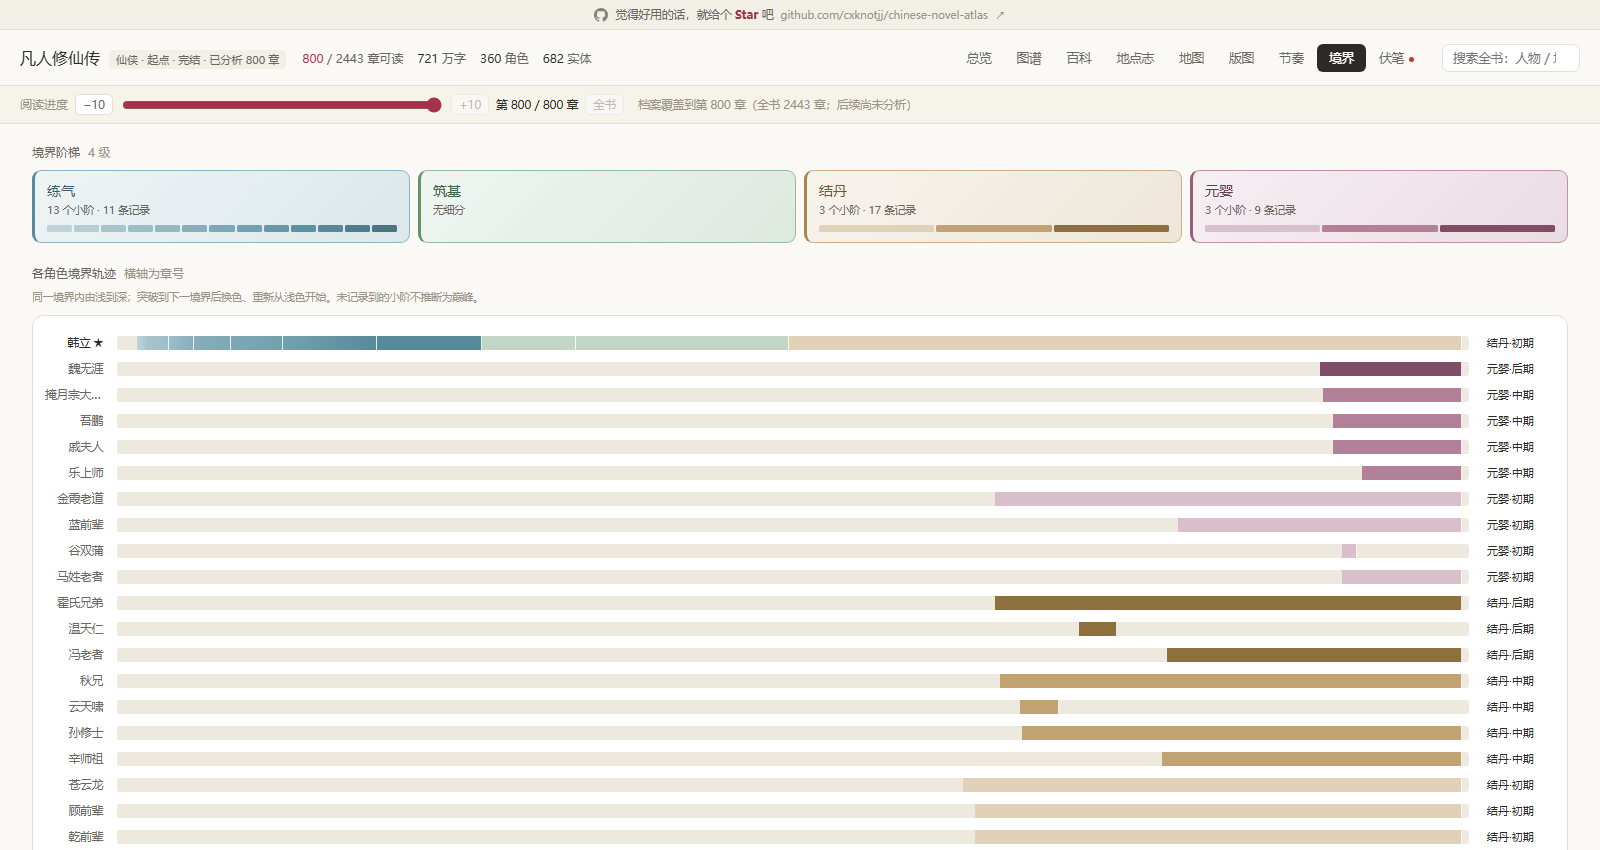 觉得好用的话，就给个 Star 吧 github.com/cxknotjj/chinese-novel-atlas ↗
凡人修仙传 仙侠 · 起点 · 完结 · 已分析 800 章 800 / 2443 章可读 721 万字 360 角色 682 实体 总览 图谱 百科 地点志 地图 版图 节奏 境界 伏笔 搜索全书：人物 /
阅读进度 −10 +10 第 800 / 800 章 全书 档案覆盖到第 800 章（全书 2443 章；后续尚未分析）
境界阶梯 4 级
练气 筑基 结丹 元婴
13 个小阶 · 11 条记录 无细分 3 个小阶 · 17 条记录 3 个小阶 · 9 条记录
各角色境界轨迹 横轴为章号
同一境界内由浅到深；突破到下一境界后换色、重新从浅色开始。未记录到的小阶不推断为巅峰。
韩立 ★ 结丹·初期
魏无涯 元婴·后期
掩月宗大… 元婴·中期
吾鹏 元婴·中期
戚夫人 元婴·中期
乐上师 元婴·中期
金霞老道 元婴·初期
蓝前辈 元婴·初期
谷双蒲 元婴·初期
马姓老者 元婴·初期
霍氏兄弟 结丹·后期
温天仁 结丹·后期
冯老者 结丹·后期
秋兄 结丹·中期
云天啸 结丹·中期
孙修士 结丹·中期
辛师祖 结丹·中期
苍云龙 结丹·初期
顾前辈 结丹·初期
乾前辈 结丹·初期